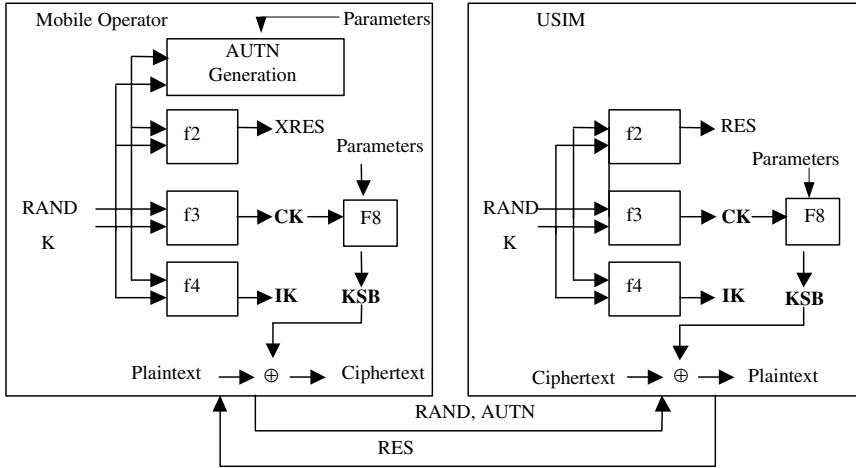 Mobile Operator
Parameters
AUTN
Generation
f2
XRES
Parameters
RAND
K
f3
CK
F8
f4
IK
KSB
Plaintext ⊕ Ciphertext
USIM
f2
RES
Parameters
RAND
K
f3
CK
F8
f4
IK
KSB
Ciphertext ⊕ Plaintext
RAND, AUTN
RES